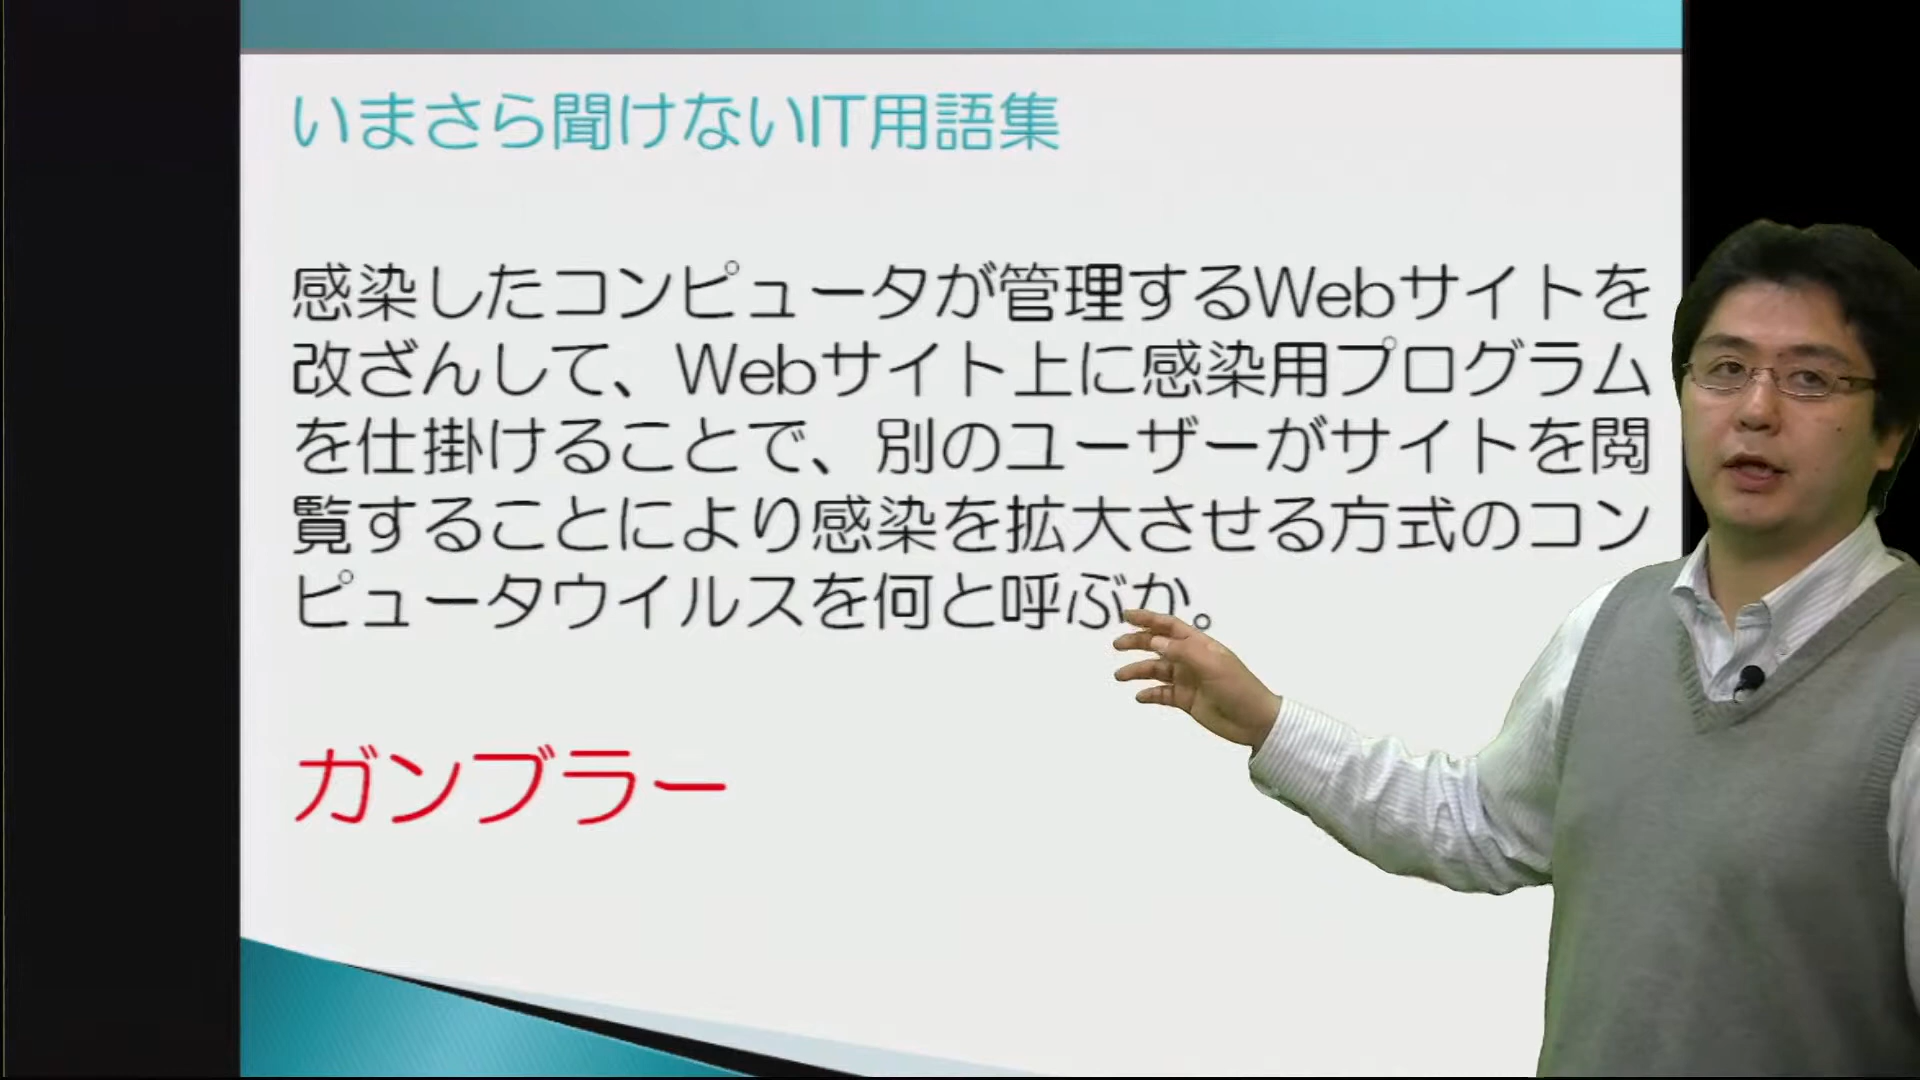 いまさら聞けないIT用語集
感染したコンピュータが管理するWebサイトを
改ざんして、Webサイト上に感染用プログラム
を仕掛けることで、別のユーザーがサイトを閲
覧することにより感染を拡大させる方式のコン
ピュータウイルスを何と呼ぶか。
ガンブラー